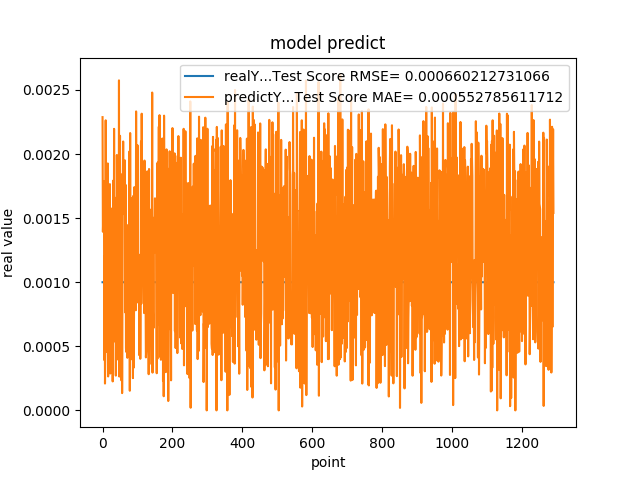 model predict
realY...Test Score RMSE= 0.000660212731066
predictY...Test Score MAE= 0.000552785611712
0.0025
0.0020
0.0015
0.0010
0.0005
0.0000
real value
0 200 400 600 800 1000 1200
point